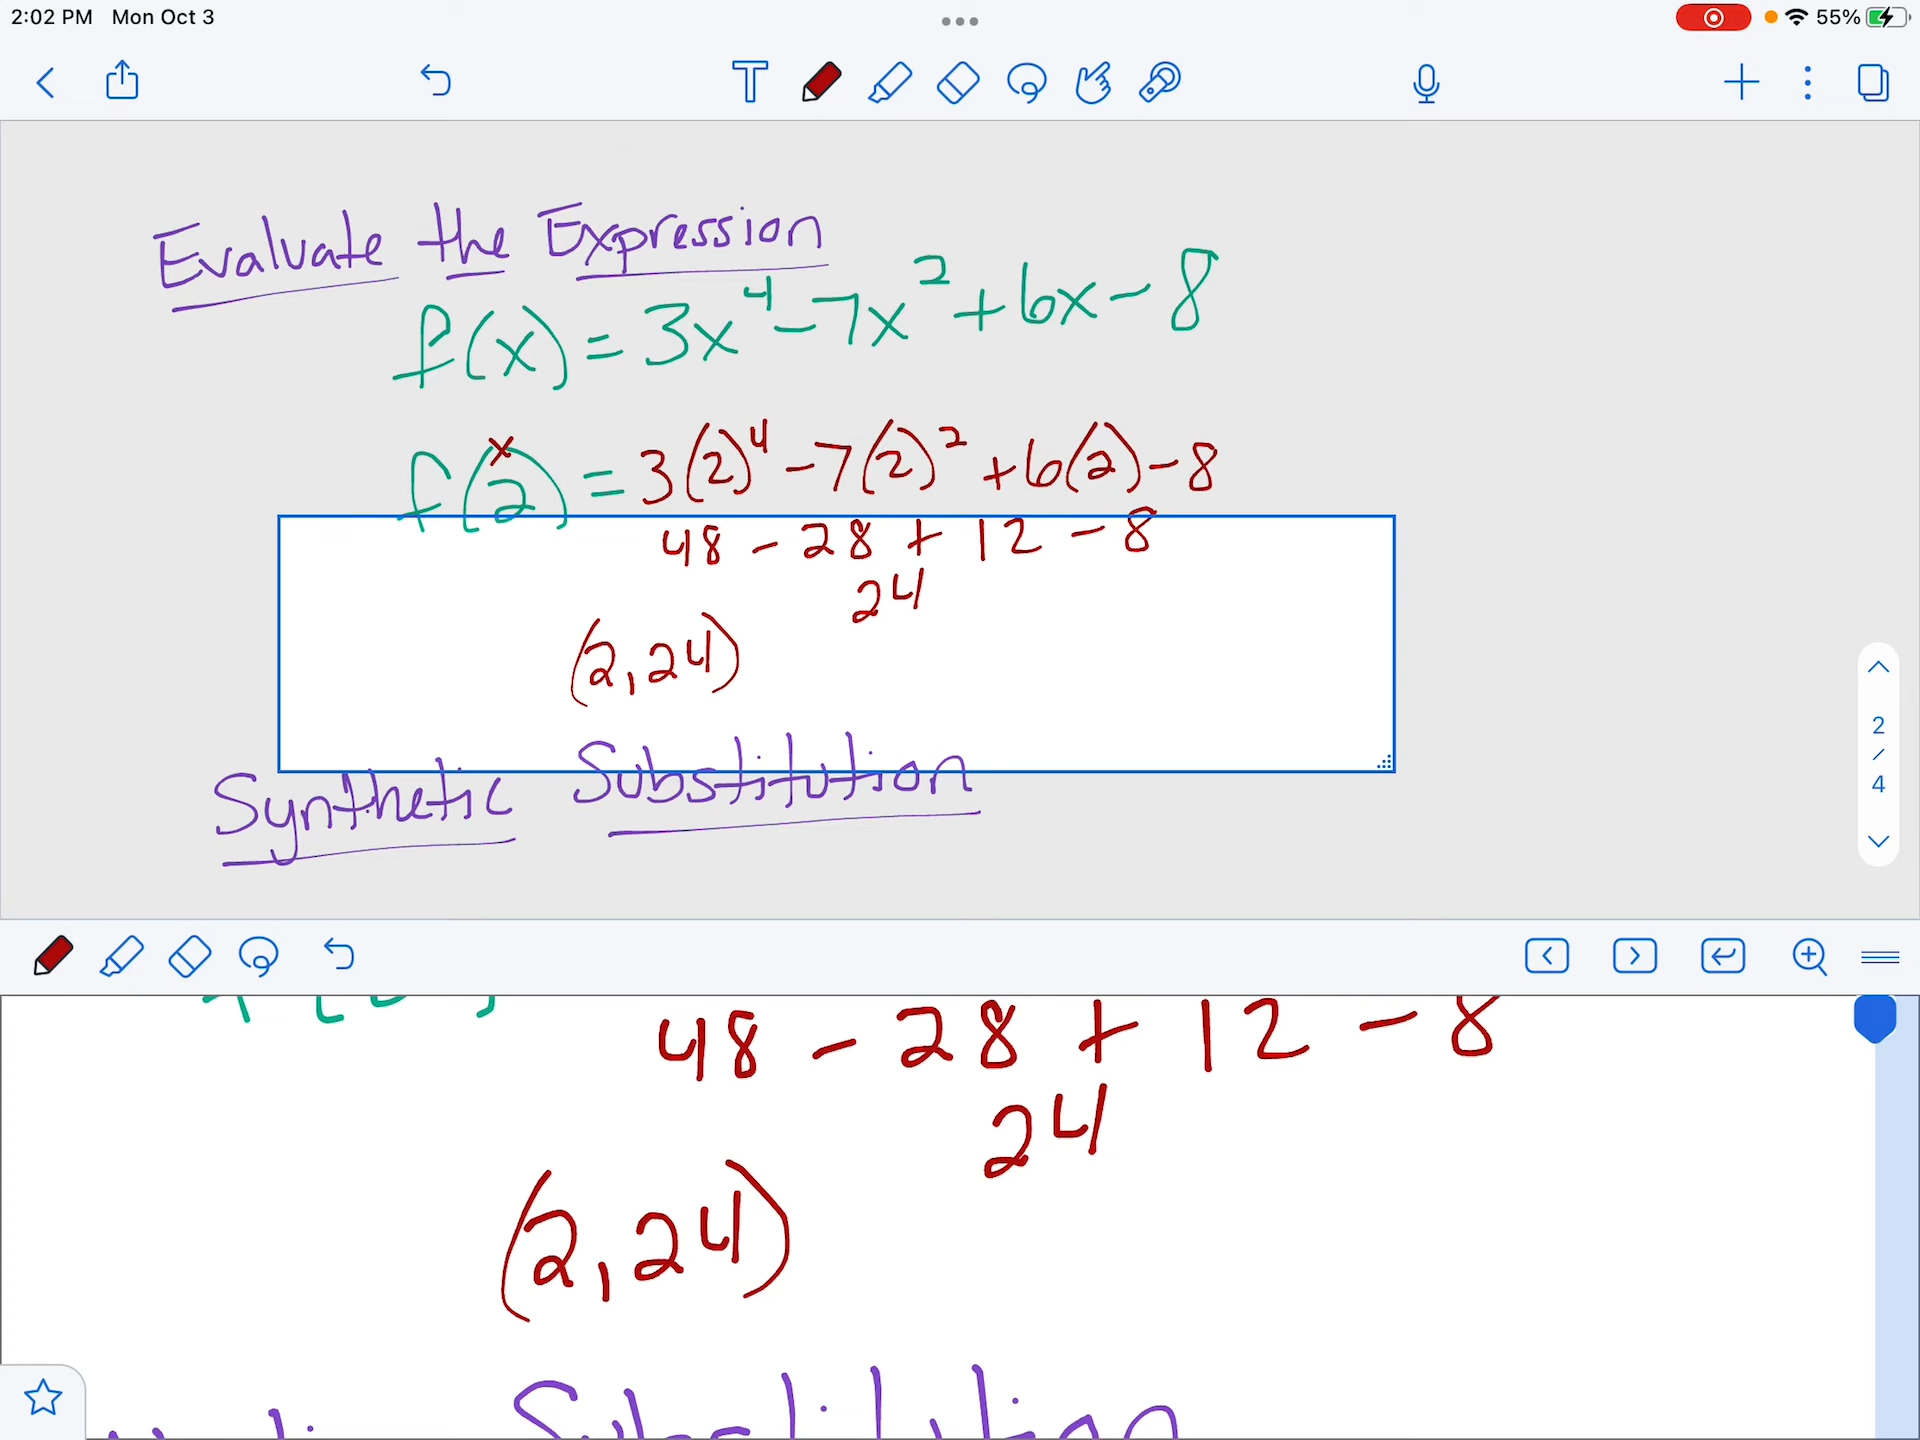 2:02 PM Mon Oct 3
55%
Evaluate the Expression
f(x) = 3x⁴ - 7x² + 6x - 8
x
f(2) = 3(2)⁴ - 7(2)² + 6(2) - 8
48 - 28 + 12 - 8
24
(2, 24)
Synthetic Substitution
2
/
4
48 - 28 + 12 - 8
24
(2, 24)
Substitution